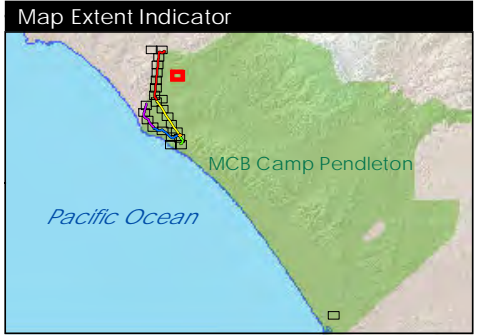 Map Extent Indicator
MCB Camp Pendleton
Pacific Ocean